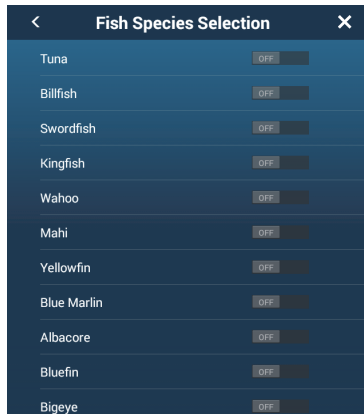 Fish Species Selection
Tuna OFF
Billfish OFF
Swordfish OFF
Kingfish OFF
Wahoo OFF
Mahi OFF
Yellowfin OFF
Blue Marlin OFF
Albacore OFF
Bluefin OFF
Bigeye OFF